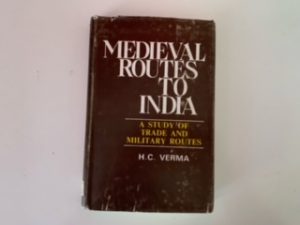 MEDIEVAL
ROUTES
TO
INDIA
A STUDY OF
TRADE AND
MILITARY ROUTES
H. C. VERMA